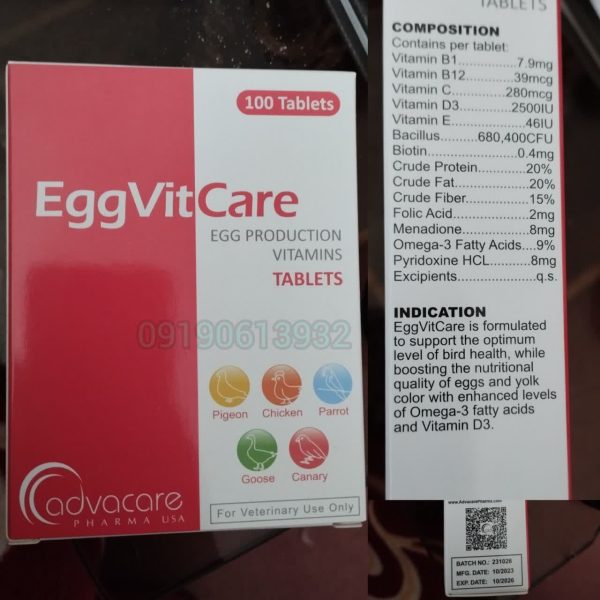 100 Tablets
EggVitCare
EGG PRODUCTION
VITAMINS
TABLETS
09190613932
Pigeon Chicken Parrot
Goose Canary
advacare
PHARMA USA
For Veterinary Use Only
TABLETS
COMPOSITION
Contains per tablet:
Vitamin B1..............7.9mg
Vitamin B12............39mcg
Vitamin C..............280mcg
Vitamin D3............2500IU
Vitamin E.................46IU
Bacillus........680,400CFU
Biotin.....................0.4mg
Crude Protein..........20%
Crude Fat.................20%
Crude Fiber..............15%
Folic Acid.................2mg
Menadione...............8mg
Omega-3 Fatty Acids....9%
Pyridoxine HCL..........8mg
Excipients..................q.s.
INDICATION
EggVitCare is formulated
to support the optimum
level of bird health, while
boosting the nutritional
quality of eggs and yolk
color with enhanced levels
of Omega-3 fatty acids
and Vitamin D3.
www.AdvacarePharma.com
BATCH NO.: 231026
MFG. DATE: 10/2023
EXP. DATE: 10/2026